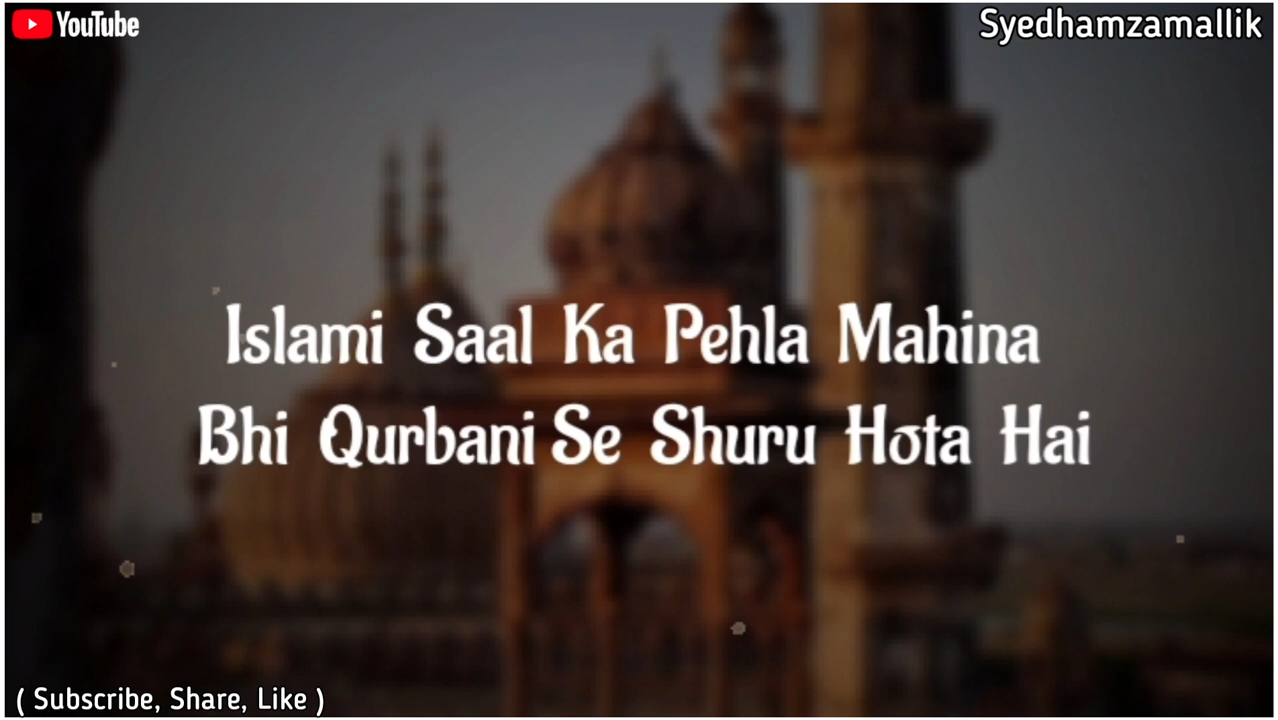 YouTube
Syedhamzamallik
Islami Saal Ka Pehla Mahina
Bhi Qurbani Se Shuru Hota Hai
( Subscribe, Share, Like )